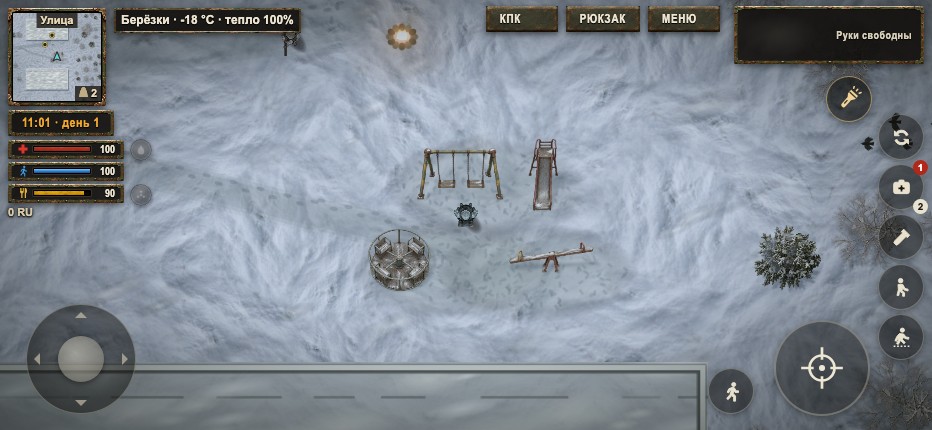 Улица
2
Берёзки · -18 °C · тепло 100%
КПК
РЮКЗАК
МЕНЮ
Руки свободны
11:01 · день 1
100
100
90
0 RU
1
2